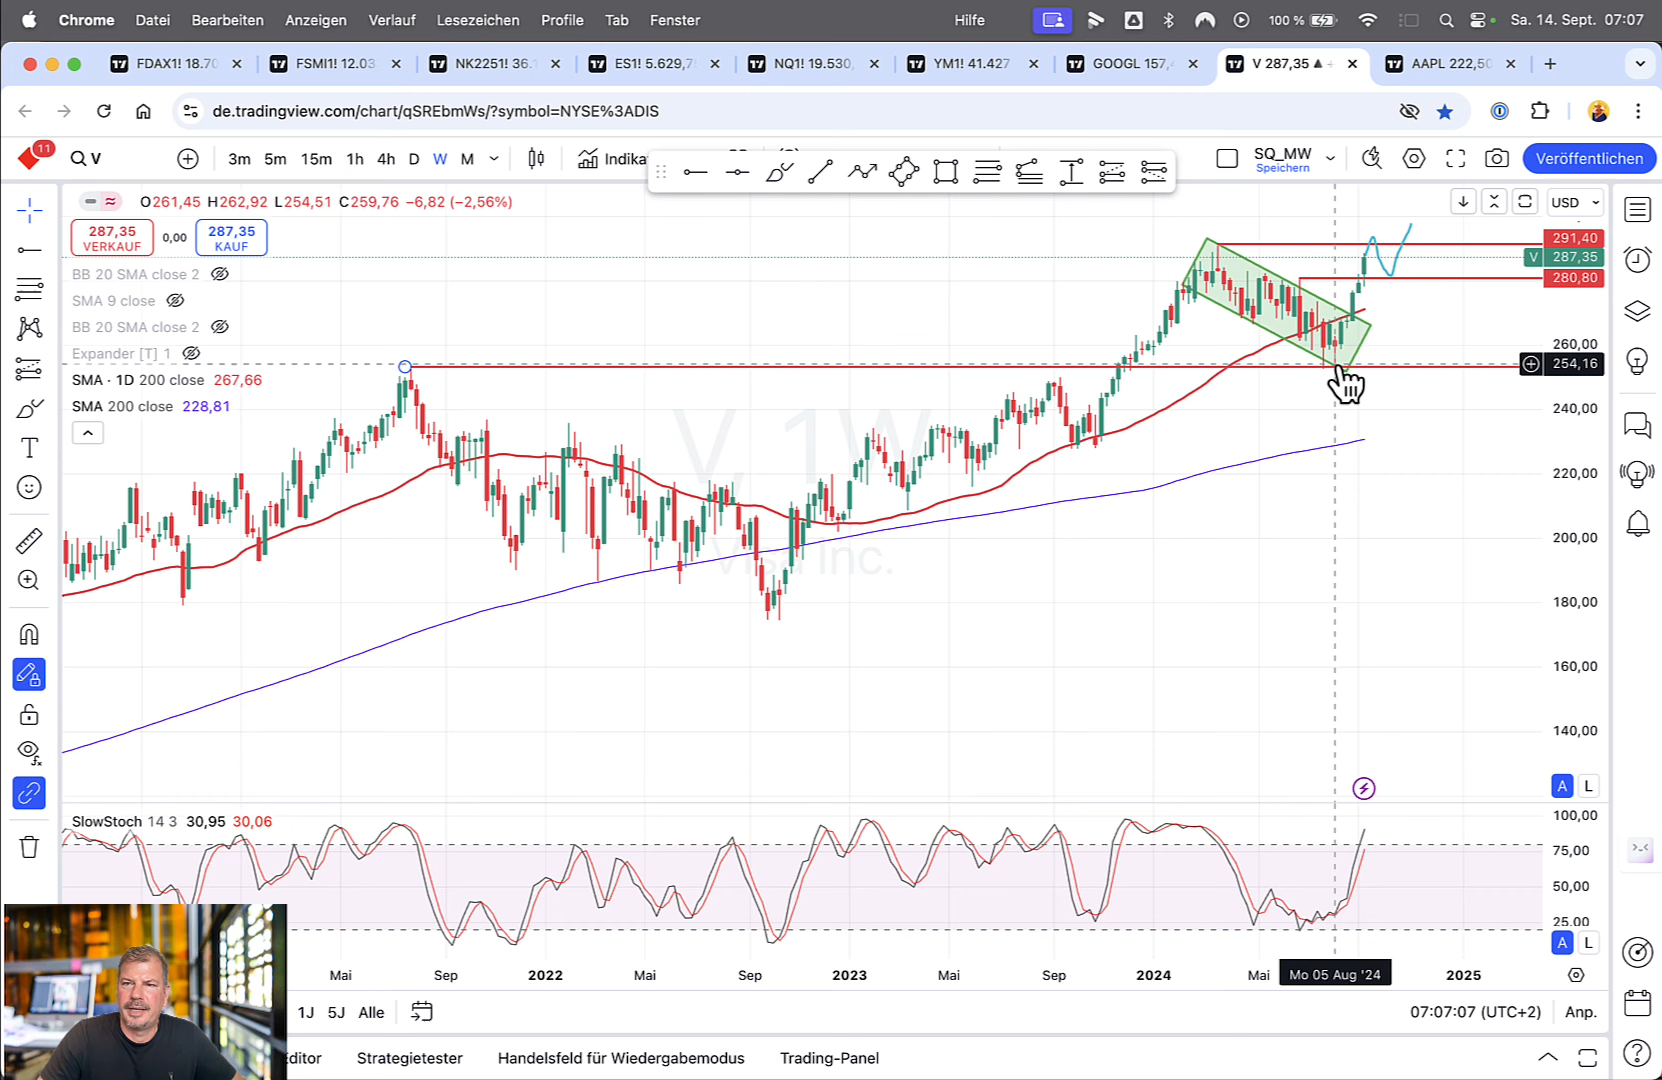 Chrome Datei Bearbeiten Anzeigen Verlauf Lesezeichen Profile Tab Fenster Hilfe 100 % Sa. 14. Sept. 07:07
FDAX1! 18.70 FSMI1! 12.03 NK2251! 36. ES1! 5.629,7 NQ1! 19.530, YM1! 41.427 GOOGL 157, V 287,35 AAPL 222,50
de.tradingview.com/chart/qSREbmWs/?symbol=NYSE%3ADIS
11 V 3m 5m 15m 1h 4h D W M Indika SQ_MW Speichern Veröffentlichen
O261,45 H262,92 L254,51 C259,76 −6,82 (−2,56%)
USD
287,35 VERKAUF 0,00 287,35 KAUF
BB 20 SMA close 2
SMA 9 close
BB 20 SMA close 2
Expander [T] 1
SMA · 1D 200 close 267,66
SMA 200 close 228,81
V, 1W
Visa Inc.
291,40
V 287,35
280,80
260,00
254,16
240,00
220,00
200,00
180,00
160,00
140,00
A L
SlowStoch 14 3 30,95 30,06
100,00
75,00
50,00
25,00
A L
Mai Sep 2022 Mai Sep 2023 Mai Sep 2024 Mai Mo 05 Aug '24 2025
1J 5J Alle 07:07:07 (UTC+2) Anp.
ditor Strategietester Handelsfeld für Wiedergabemodus Trading-Panel